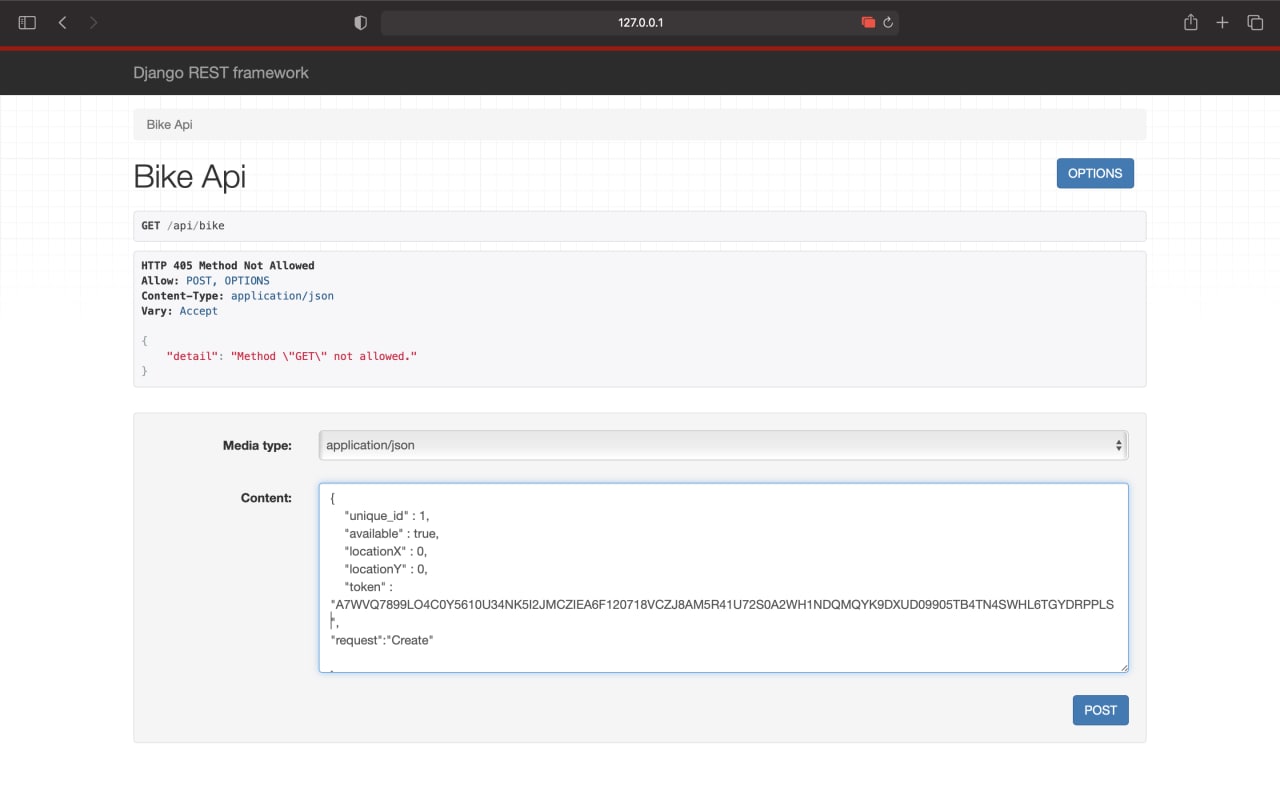 127.0.0.1
Django REST framework
Bike Api
Bike Api
OPTIONS
GET /api/bike
HTTP 405 Method Not Allowed
Allow: POST, OPTIONS
Content-Type: application/json
Vary: Accept
{
"detail": "Method \"GET\" not allowed."
}
Media type: application/json
Content:
{
"unique_id" : 1,
"available" : true,
"locationX" : 0,
"locationY" : 0,
"token" :
"A7WVQ7899LO4C0Y5610U34NK5I2JMCZIEA6F120718VCZJ8AM5R41U72S0A2WH1NDQMQYK9DXUD09905TB4TN4SWHL6TGYDRPPLS
",
"request":"Create"
POST